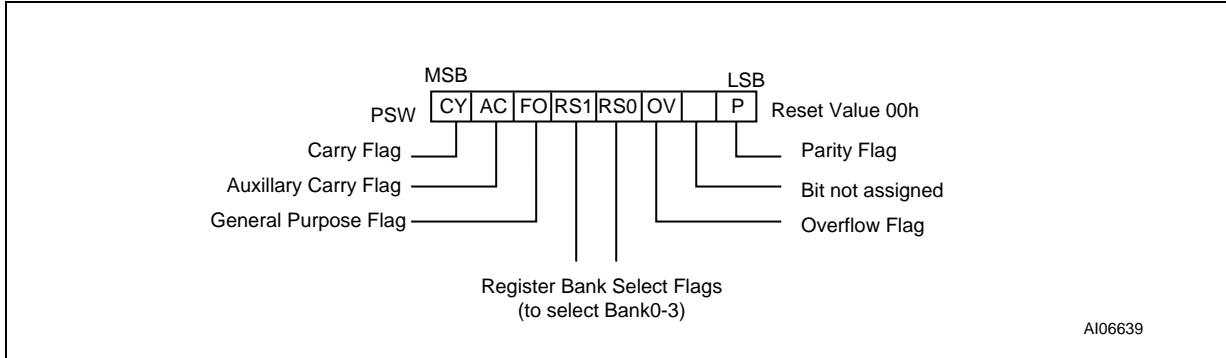 MSB
LSB
PSW CY AC FO RS1 RS0 OV P Reset Value 00h
Carry Flag
Parity Flag
Auxillary Carry Flag
Bit not assigned
General Purpose Flag
Overflow Flag
Register Bank Select Flags
(to select Bank0-3)
AI06639